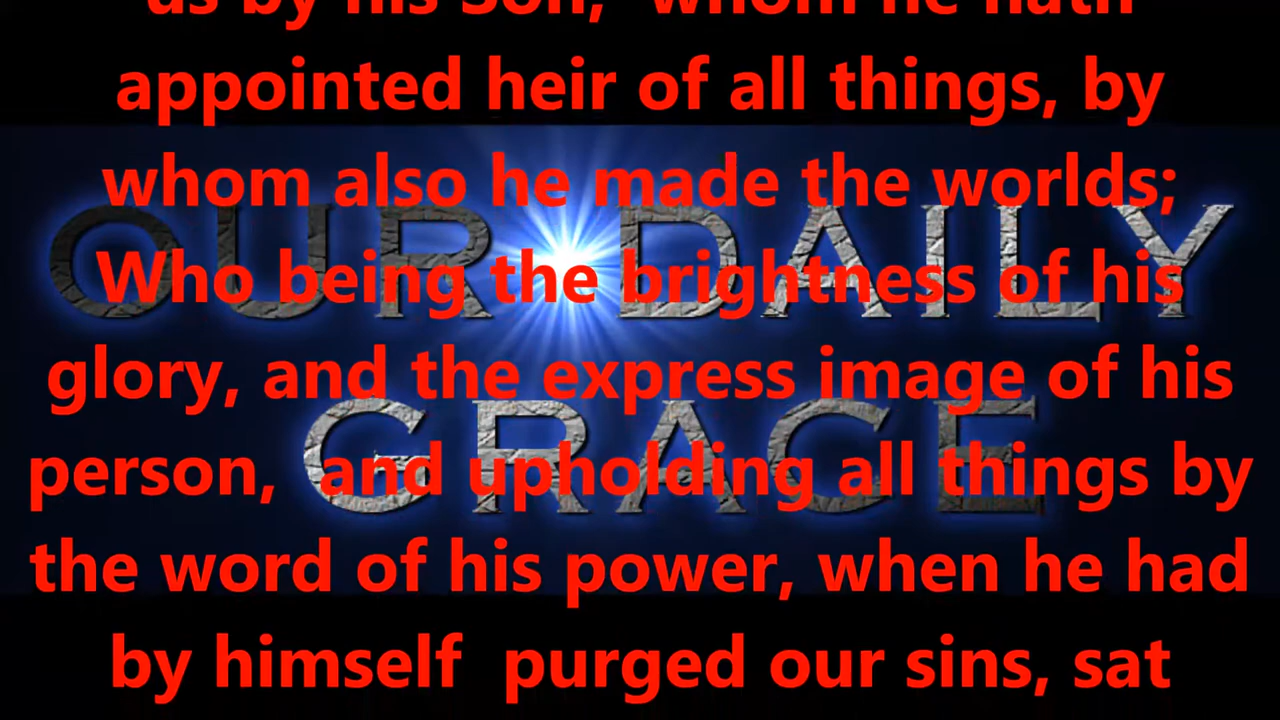 us by his Son, whom he hath
appointed heir of all things, by
whom also he made the worlds;
OUR DAILY
Who being the brightness of his
glory, and the express image of his
GRACE
person, and upholding all things by
the word of his power, when he had
by himself purged our sins, sat